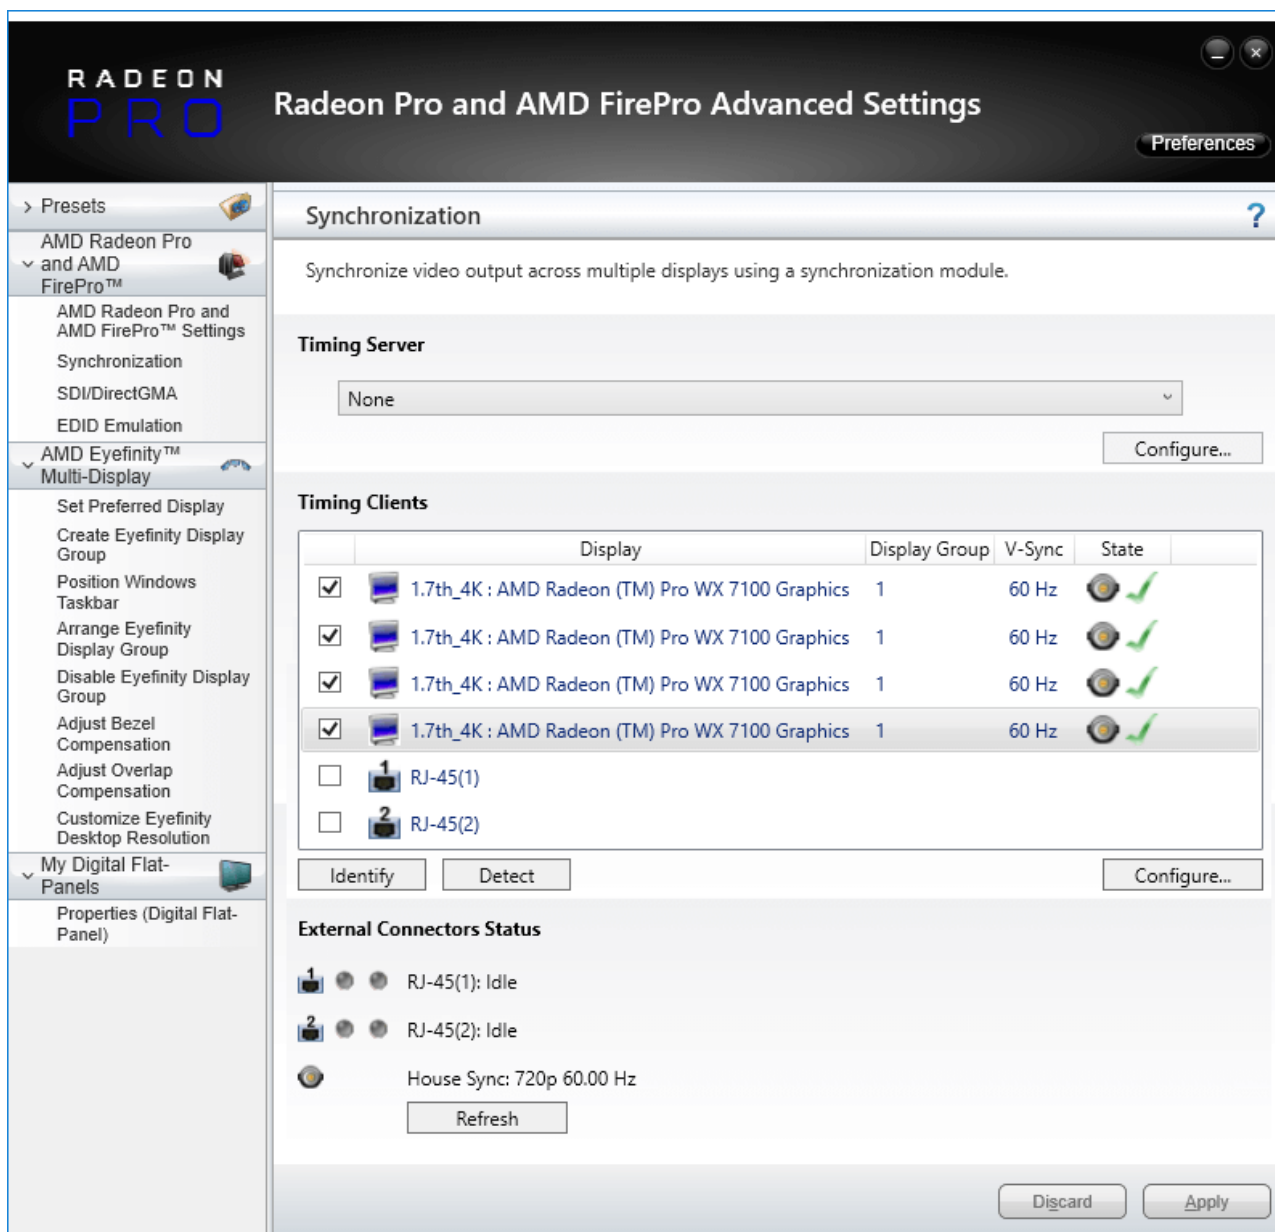 RADEON
PRO
Radeon Pro and AMD FirePro Advanced Settings
Preferences
Presets
AMD Radeon Pro
and AMD
FirePro™
AMD Radeon Pro and
AMD FirePro™ Settings
Synchronization
SDI/DirectGMA
EDID Emulation
AMD Eyefinity™
Multi-Display
Set Preferred Display
Create Eyefinity Display
Group
Position Windows
Taskbar
Arrange Eyefinity
Display Group
Disable Eyefinity Display
Group
Adjust Bezel
Compensation
Adjust Overlap
Compensation
Customize Eyefinity
Desktop Resolution
My Digital Flat-
Panels
Properties (Digital Flat-
Panel)
Synchronization ?
Synchronize video output across multiple displays using a synchronization module.
Timing Server
None
Configure...
Timing Clients
Display Display Group V-Sync State
1.7th_4K : AMD Radeon (TM) Pro WX 7100 Graphics 1 60 Hz
1.7th_4K : AMD Radeon (TM) Pro WX 7100 Graphics 1 60 Hz
1.7th_4K : AMD Radeon (TM) Pro WX 7100 Graphics 1 60 Hz
1.7th_4K : AMD Radeon (TM) Pro WX 7100 Graphics 1 60 Hz
1 RJ-45(1)
2 RJ-45(2)
Identify Detect Configure...
External Connectors Status
1 RJ-45(1): Idle
2 RJ-45(2): Idle
House Sync: 720p 60.00 Hz
Refresh
Discard Apply